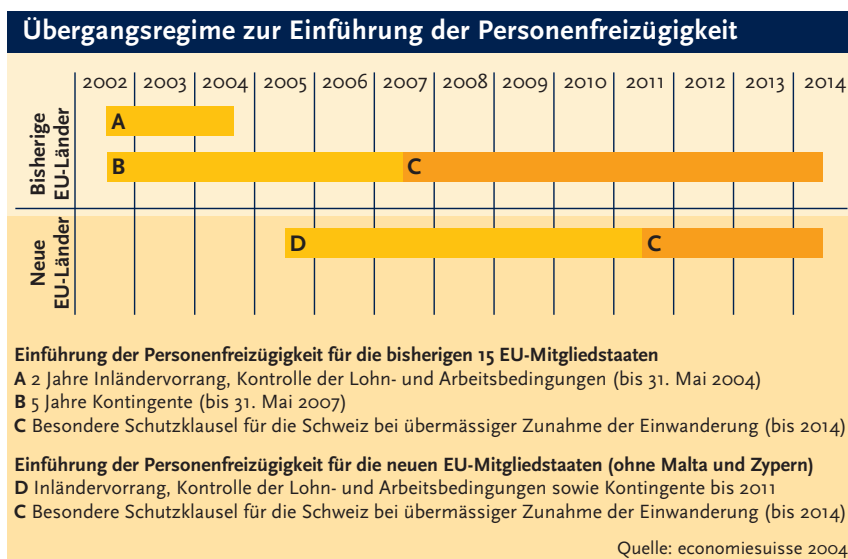 Übergangsregime zur Einführung der Personenfreizügigkeit
2002 2003 2004 2005 2006 2007 2008 2009 2010 2011 2012 2013 2014
Bisherige
EU-Länder
A
B C
Neue
EU-Länder
D C
Einführung der Personenfreizügigkeit für die bisherigen 15 EU-Mitgliedstaaten
A 2 Jahre Inländervorrang, Kontrolle der Lohn- und Arbeitsbedingungen (bis 31. Mai 2004)
B 5 Jahre Kontingente (bis 31. Mai 2007)
C Besondere Schutzklausel für die Schweiz bei übermässiger Zunahme der Einwanderung (bis 2014)
Einführung der Personenfreizügigkeit für die neuen EU-Mitgliedstaaten (ohne Malta und Zypern)
D Inländervorrang, Kontrolle der Lohn- und Arbeitsbedingungen sowie Kontingente bis 2011
C Besondere Schutzklausel für die Schweiz bei übermässiger Zunahme der Einwanderung (bis 2014)
Quelle: economiesuisse 2004